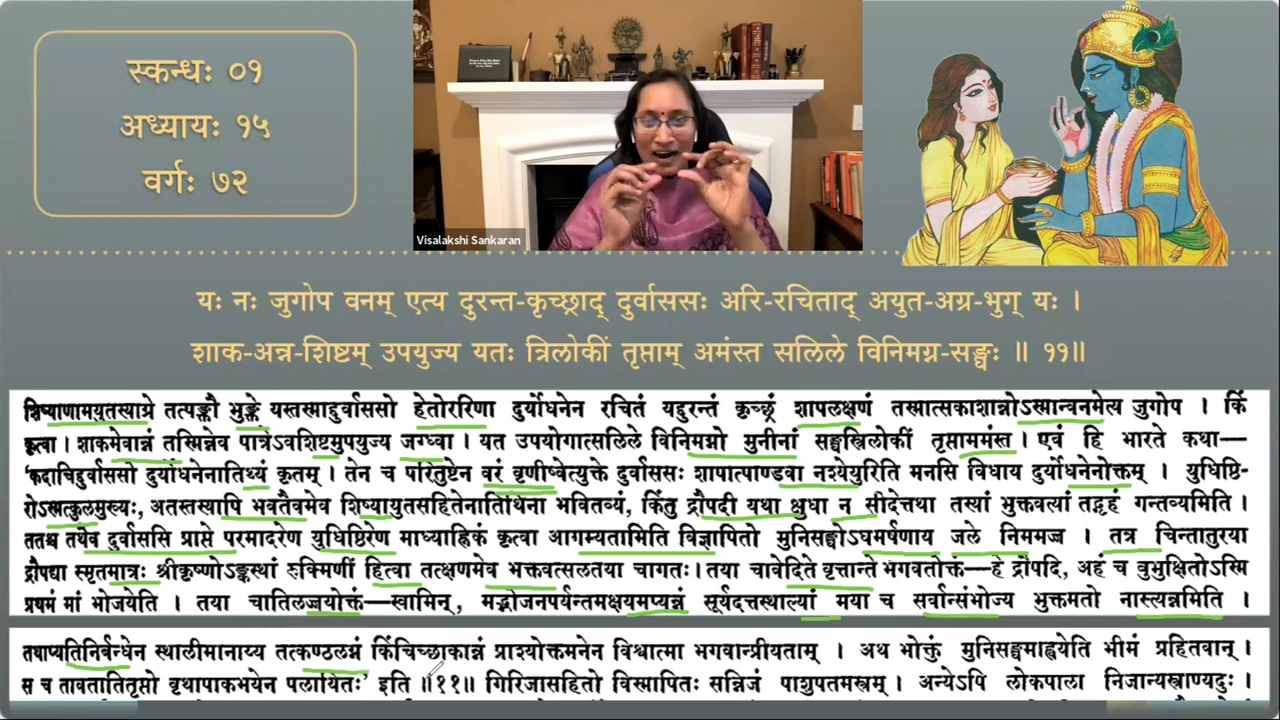 स्कन्धः ०१
अध्यायः १५
वर्गः ७२
Visalakshi Sankaran
यः नः जुगोप वनम् एत्य दुरन्त-कृच्छ्राद् दुर्वाससः अरि-रचिताद् अयुत-अग्र-भुग् यः ।
शाक-अन्न-शिष्टम् उपयुज्य यतः त्रिलोकीं तृप्ताम् अमंस्त सलिले विनिमग्न-सङ्घः ॥ ११॥
शिष्याणामयुतस्याग्रे तत्पङ्क्तौ भुङ्क्ते यस्तस्माद्दुर्वाससो हेतोररिणा दुर्योधनेन रचितं यद्दुरन्तं कृच्छ्रं शापलक्षणं तस्मात्सकाशान्नोऽस्मान्वनमेत्य जुगोप । किं
कृत्वा । शाकमेवान्नं तस्मिन्नेव पात्रेऽवशिष्टमुपयुज्य जग्ध्वा । यत उपयोगात्सलिले विनिमग्नो मुनीनां सङ्घस्त्रिलोकीं तृप्ताममंस्त । एवं हि भारते कथा—
'कदाचिद्दुर्वाससो दुर्योधनेनातिथ्यं कृतम् । तेन च परितुष्टेन वरं वृणीष्वेत्युक्ते दुर्वाससः शापात्पाण्डवा नश्येयुरिति मनसि विधाय दुर्योधनेनोक्तम् । युधिष्ठि-
रोऽस्मत्कुलमुख्यः, अतस्तस्यापि भवतैवमेव शिष्यायुतसहितेनातिथिना भवितव्यं, किंतु द्रौपदी यथा क्षुधा न सीदेत्तथा तस्यां भुक्तवत्यां तद्गृहं गन्तव्यमिति ।
ततश्च तथैव दुर्वाससि प्राप्ते परमादरेण युधिष्ठिरेण माध्याह्निकं कृत्वा आगम्यतामिति विज्ञापितो मुनिसङ्घोऽघमर्षणाय जले निममज्ज । तत्र चिन्तातुरया
द्रौपद्या स्मृतमात्रः श्रीकृष्णोऽङ्कस्थां रुक्मिणीं हित्वा तत्क्षणमेव भक्तवत्सलतया चागतः। तया चावेदिते वृत्तान्ते भगवतोक्तं—हे द्रौपदि, अहं च बुभुक्षितोऽस्मि
प्रथमं मां भोजयेति । तया चातिलज्जयोक्तं—स्वामिन्, मद्भोजनपर्यन्तमक्षयमप्यन्नं सूर्यदत्तस्थाल्यां मया च सर्वान्संभोज्य भुक्तमतो नास्त्यन्नमिति ।
तथाप्यतिनिर्बन्धेन स्थालीमानाय्य तत्कण्ठलग्नं किंचिच्छाकान्नं प्राश्योक्तमनेन विश्वात्मा भगवान्प्रीयताम् । अथ भोक्तुं मुनिसङ्घमाह्वयेति भीमं प्रहितवान् ।
स च तावतातितृप्तो वृथापाकभयेन पलायितः' इति ॥११॥ गिरिजासहितो विस्मापितः सन्निजं पाशुपतमस्त्रम् । अन्येऽपि लोकपाला निजान्यस्त्राण्यदुः ।